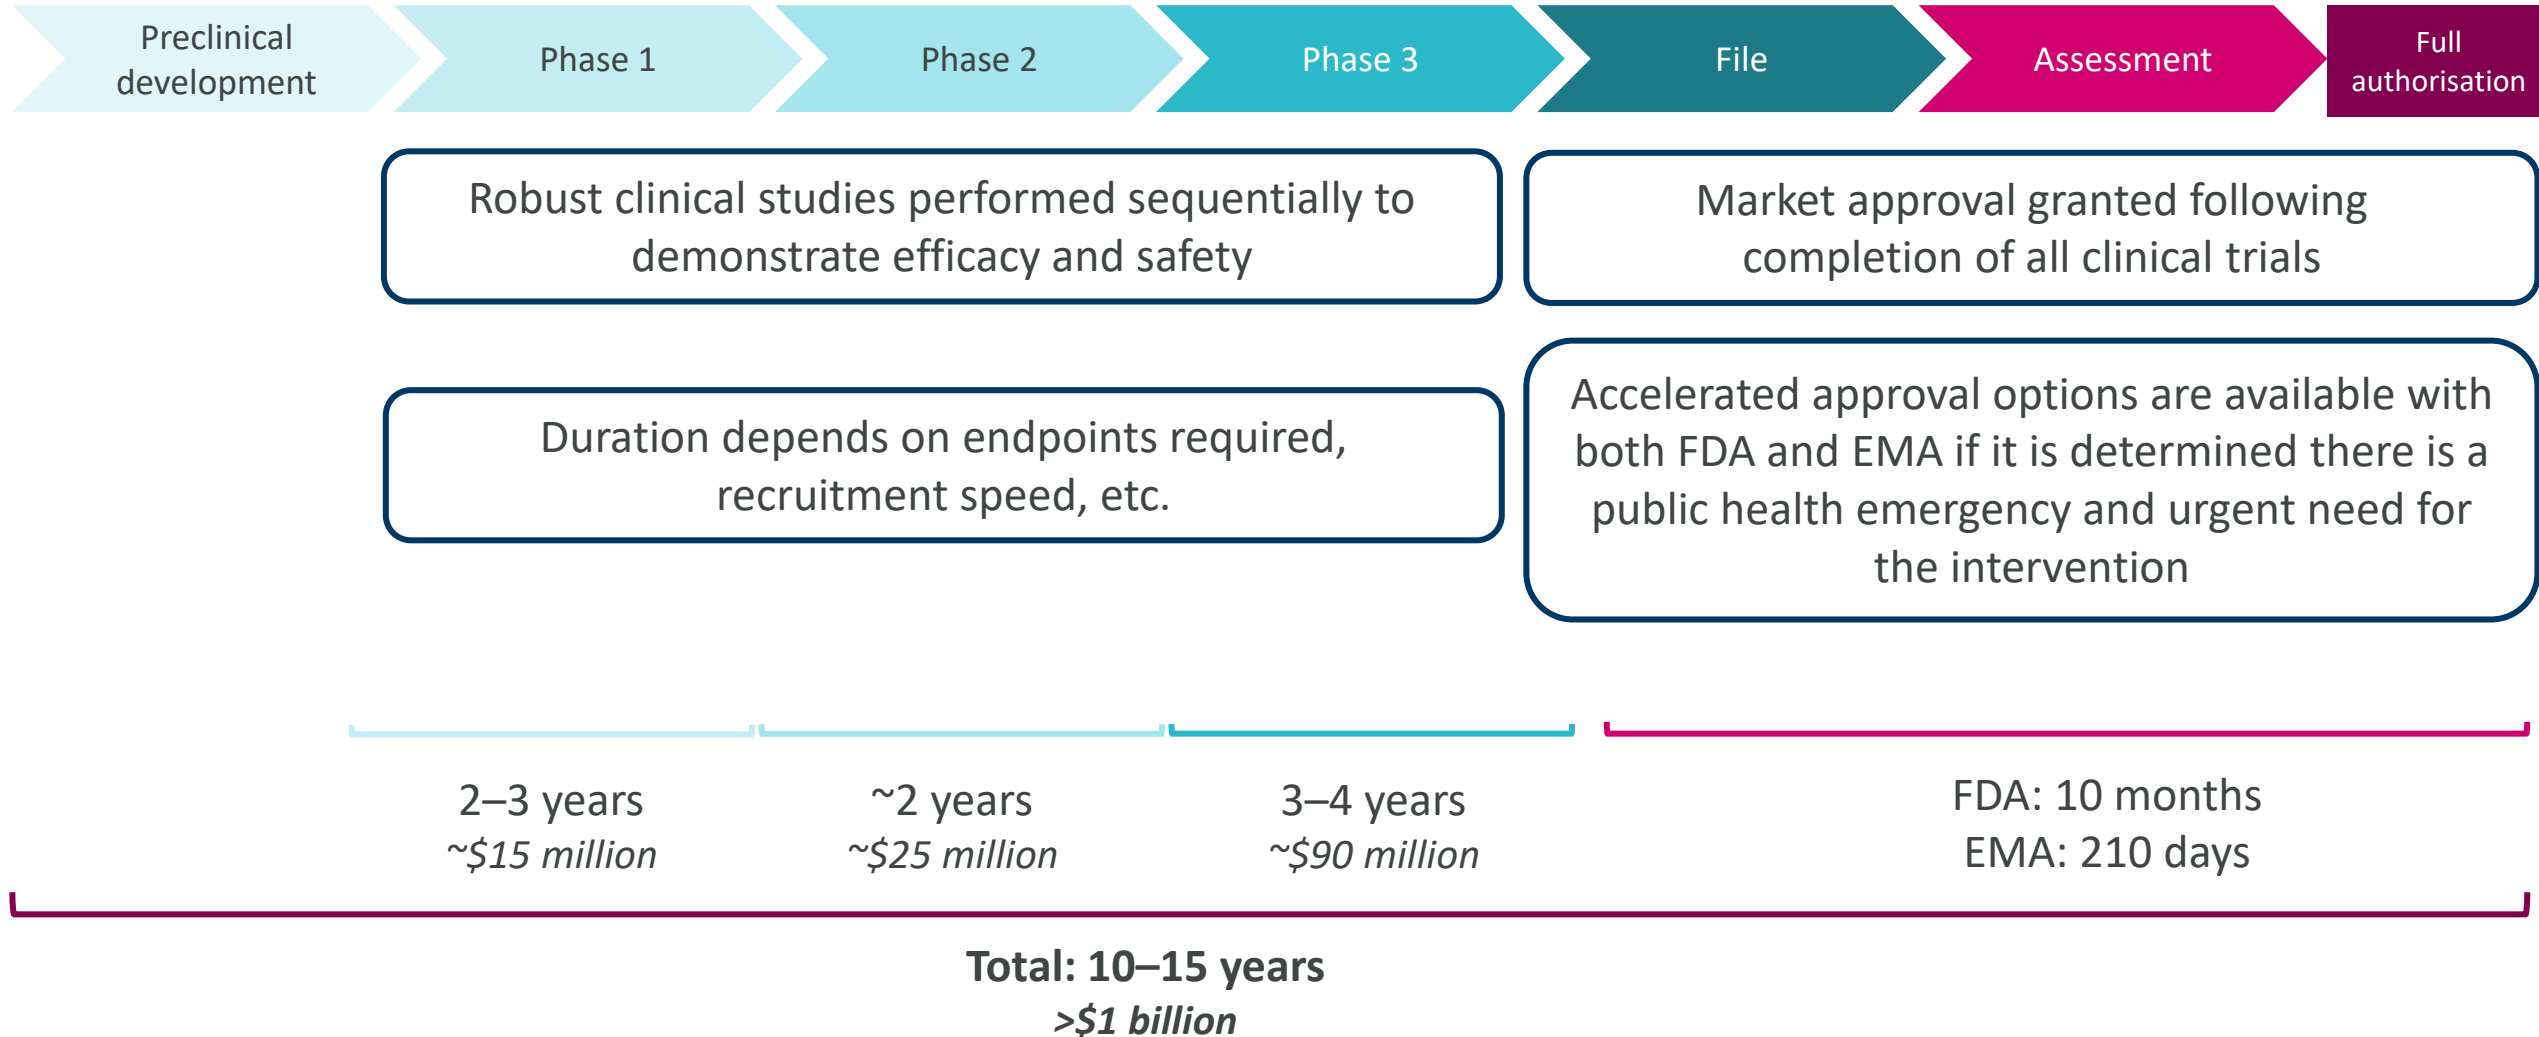 Preclinical
development
Phase 1
Phase 2
Phase 3
File
Assessment
Full
authorisation
Robust clinical studies performed sequentially to
demonstrate efficacy and safety
Market approval granted following
completion of all clinical trials
Duration depends on endpoints required,
recruitment speed, etc.
Accelerated approval options are available with
both FDA and EMA if it is determined there is a
public health emergency and urgent need for
the intervention
2–3 years
~$15 million
~2 years
~$25 million
3–4 years
~$90 million
FDA: 10 months
EMA: 210 days
Total: 10–15 years
>$1 billion